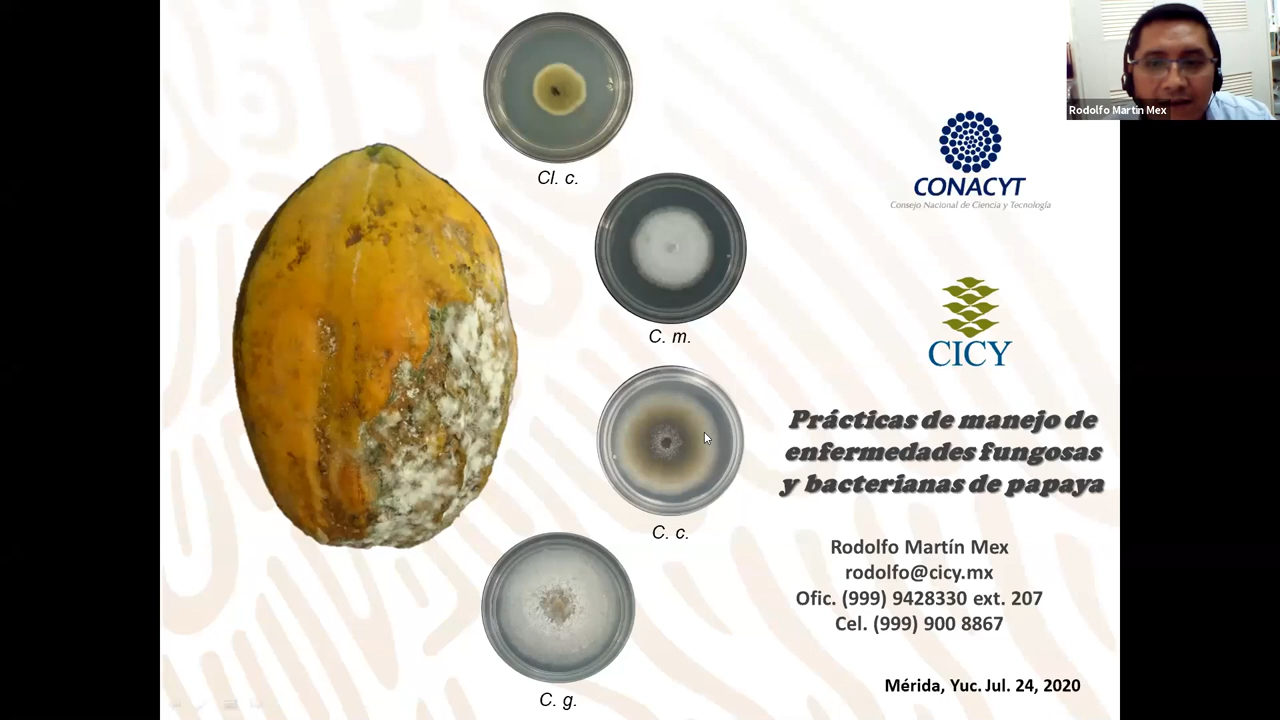 Cl. c.
C. m.
C. c.
C. g.
Rodolfo Martin Mex
CONACYT
Consejo Nacional de Ciencia y Tecnología
CICY
Prácticas de manejo de
enfermedades fungosas
y bacterianas de papaya
Rodolfo Martín Mex
rodolfo@cicy.mx
Ofic. (999) 9428330 ext. 207
Cel. (999) 900 8867
Mérida, Yuc. Jul. 24, 2020